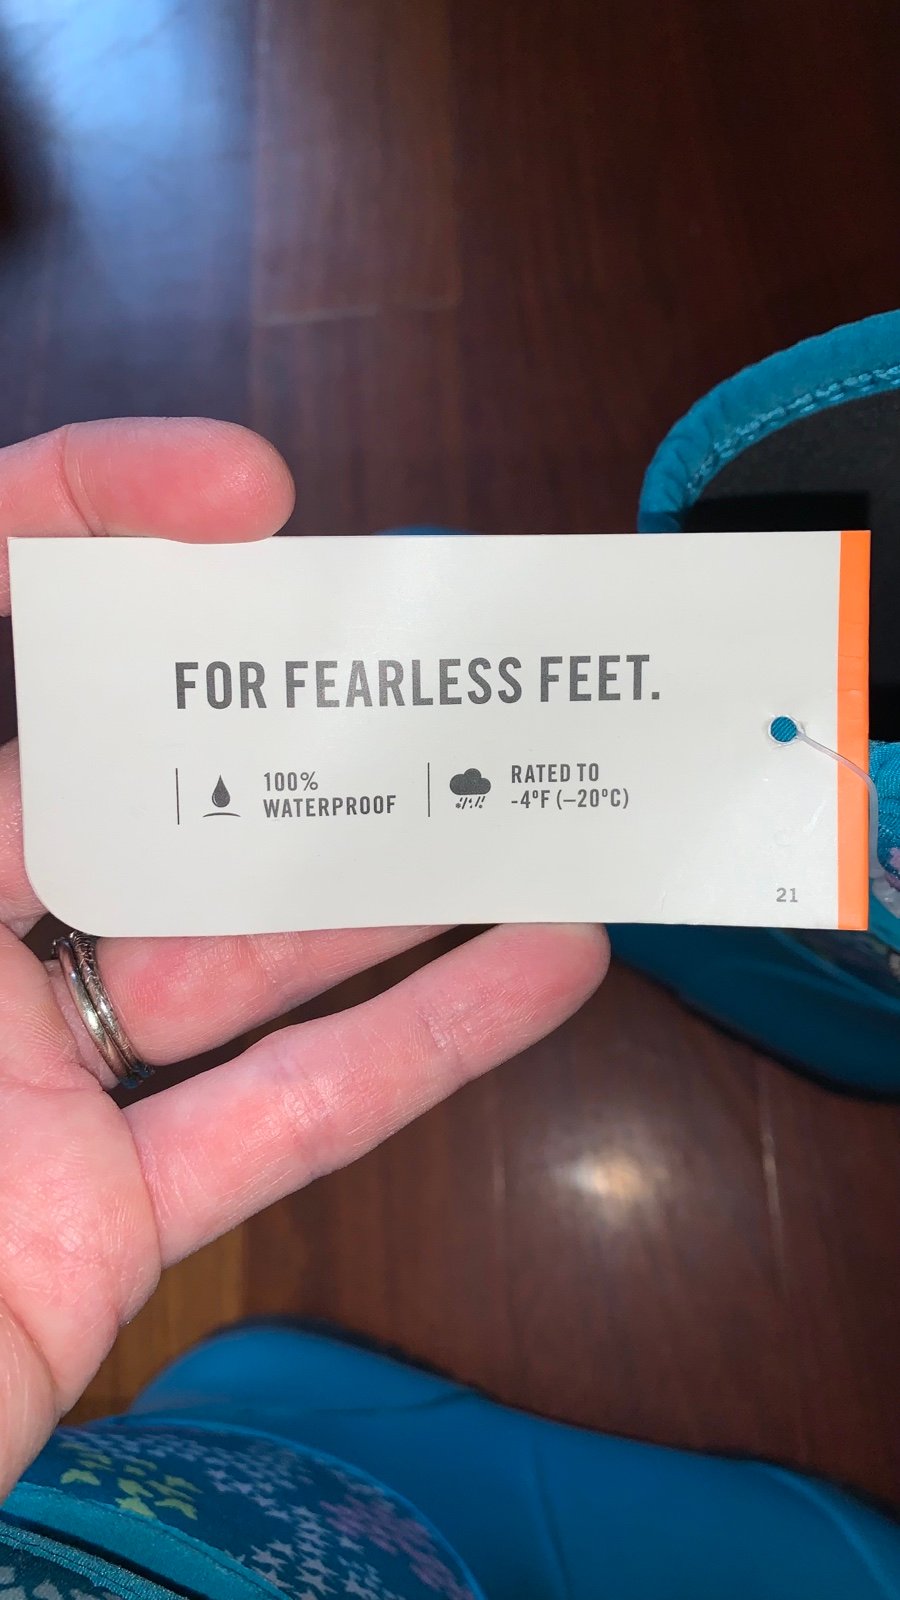 FOR FEARLESS FEET.
100%
WATERPROOF
RATED TO
-4°F (–20°C)
21